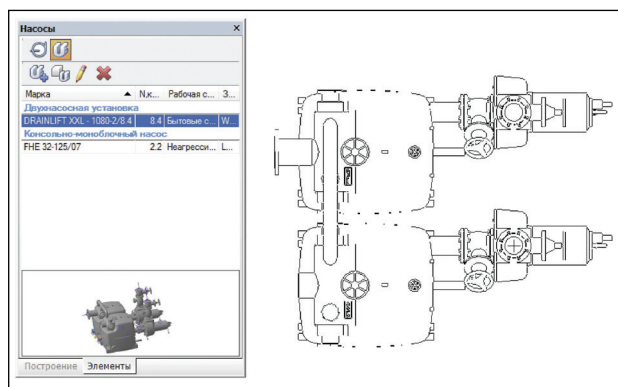 Насосы
Марка N.к... Рабочая с... З...
Двухнасосная установка
DRAINLIFT XXL - 1080-2/8.4 8.4 Бытовые с... W...
Консольно-моноблочный насос
FHE 32-125/07 2.2 Неагресси... L...
Построение Элементы